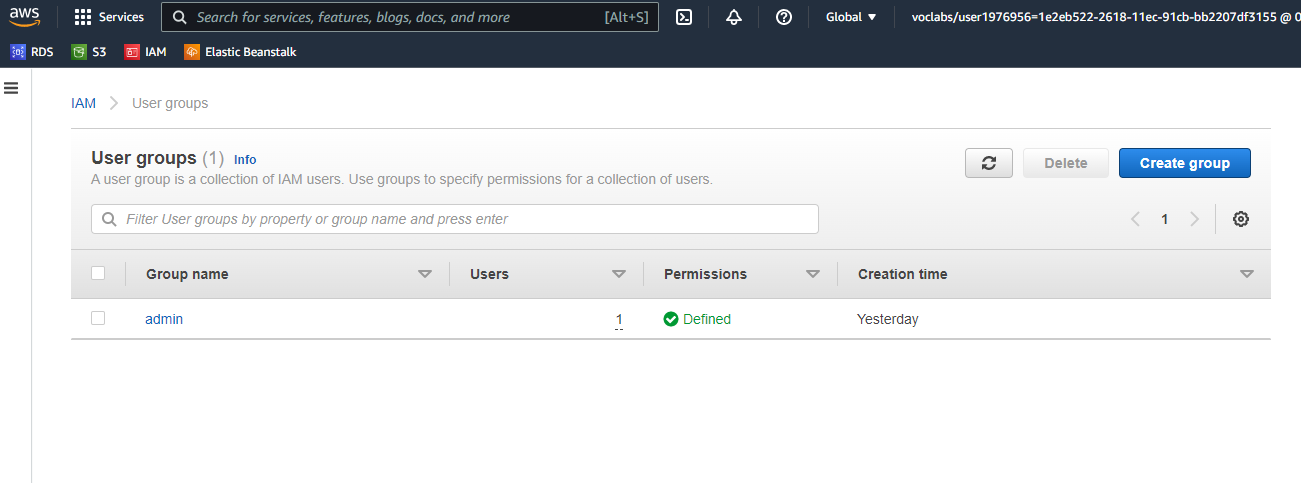 aws Services Search for services, features, blogs, docs, and more [Alt+S] Global voclabs/user1976956=1e2eb522-2618-11ec-91cb-bb2207df3155 @ 0
RDS S3 IAM Elastic Beanstalk
IAM User groups
User groups (1) Info
A user group is a collection of IAM users. Use groups to specify permissions for a collection of users.
Delete Create group
Filter User groups by property or group name and press enter
1
Group name Users Permissions Creation time
admin 1 Defined Yesterday